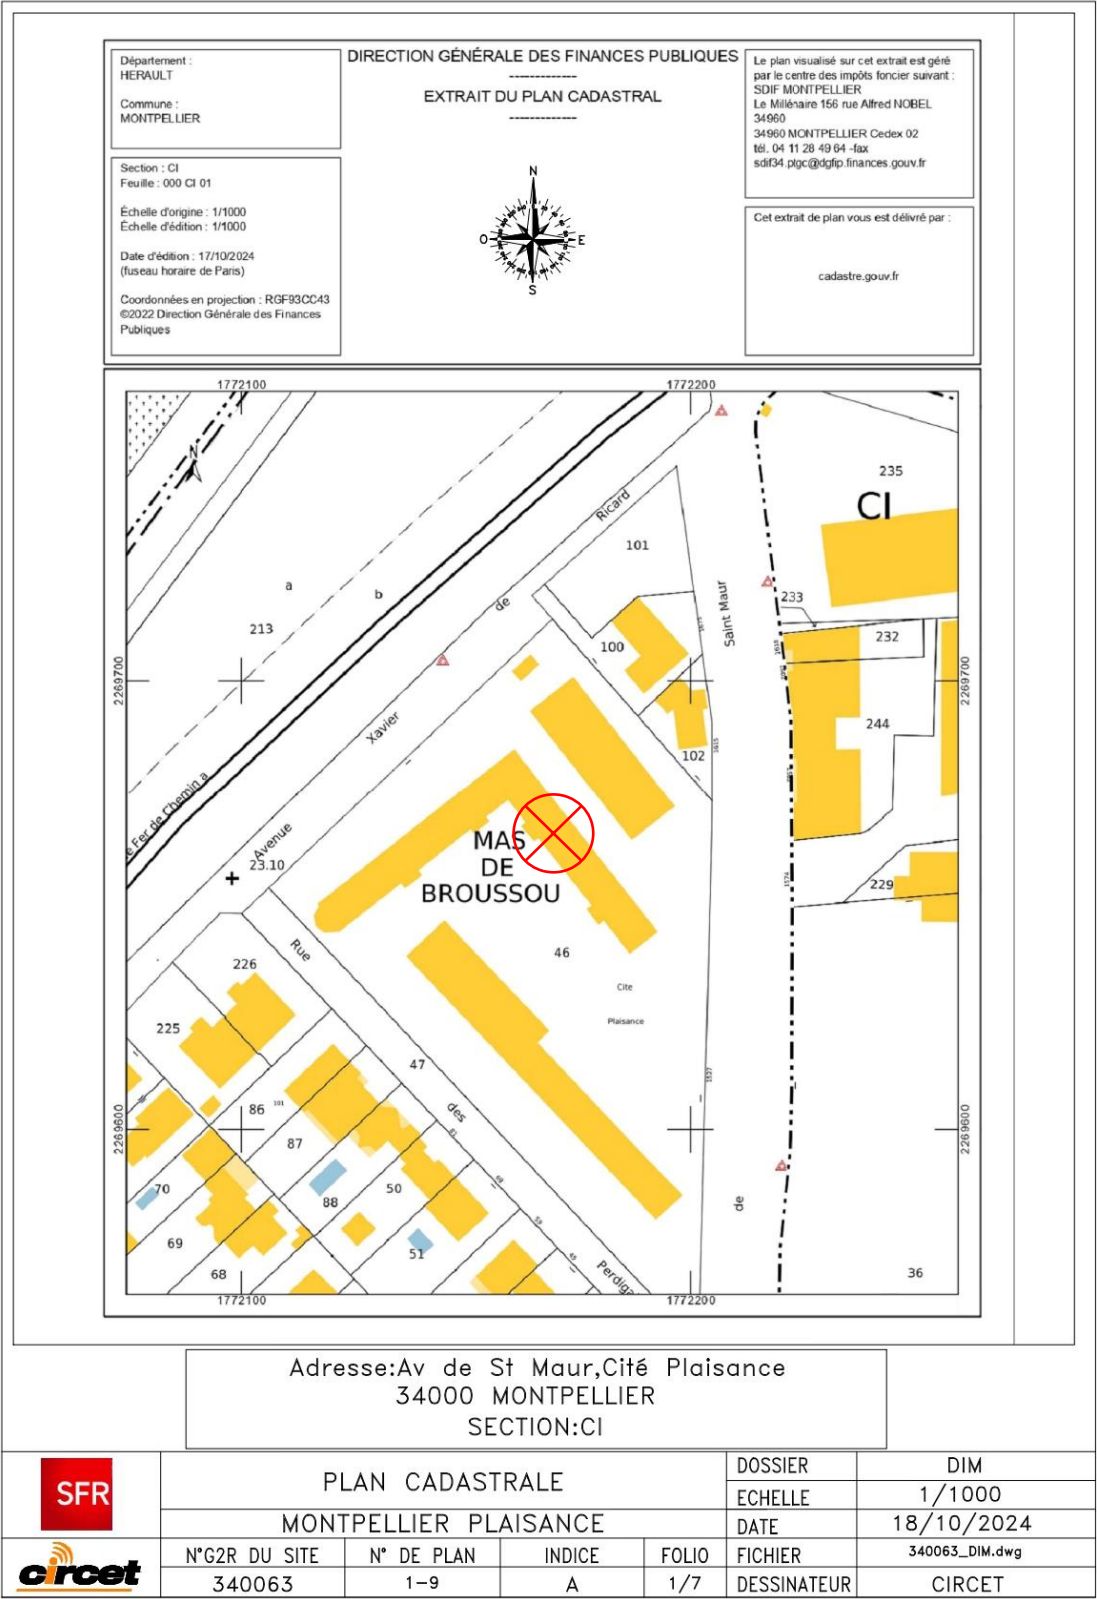 Département :
HERAULT
Commune :
MONTPELLIER
DIRECTION GÉNÉRALE DES FINANCES PUBLIQUES
-------------
EXTRAIT DU PLAN CADASTRAL
-------------
Le plan visualisé sur cet extrait est géré
par le centre des impôts foncier suivant :
SDIF MONTPELLIER
Le Millénaire 156 rue Alfred NOBEL
34960
34960 MONTPELLIER Cedex 02
tél. 04 11 28 49 64 -fax
sdif34.ptgc@dgfip.finances.gouv.fr
Section : CI
Feuille : 000 CI 01
Échelle d'origine : 1/1000
Échelle d'édition : 1/1000
Date d'édition : 17/10/2024
(fuseau horaire de Paris)
Coordonnées en projection : RGF93CC43
©2022 Direction Générale des Finances
Publiques
N
O
E
S
Cet extrait de plan vous est délivré par :
cadastre.gouv.fr
1772100
1772200
N
235
CI
Ricard
101
a
b
de
Saint Maur
233
213
232
100
2269700
2269700
Xavier
244
102
1615
Fer de Chemin a
Avenue
MAS
DE
BROUSSOU
23.10
229
1574
Rue
46
226
Cite
Plaisance
225
47
1527
86
101
des
2269600
2269600
87
81
70
88
50
de
69
51
59
45
68
Perdig
36
1772100
1772200
Adresse:Av de St Maur,Cité Plaisance
34000 MONTPELLIER
SECTION:CI
SFR
PLAN CADASTRALE
DOSSIER
DIM
ECHELLE
1/1000
MONTPELLIER PLAISANCE
DATE
18/10/2024
circet
N°G2R DU SITE
N° DE PLAN
INDICE
FOLIO
FICHIER
340063_DIM.dwg
340063
1-9
A
1/7
DESSINATEUR
CIRCET